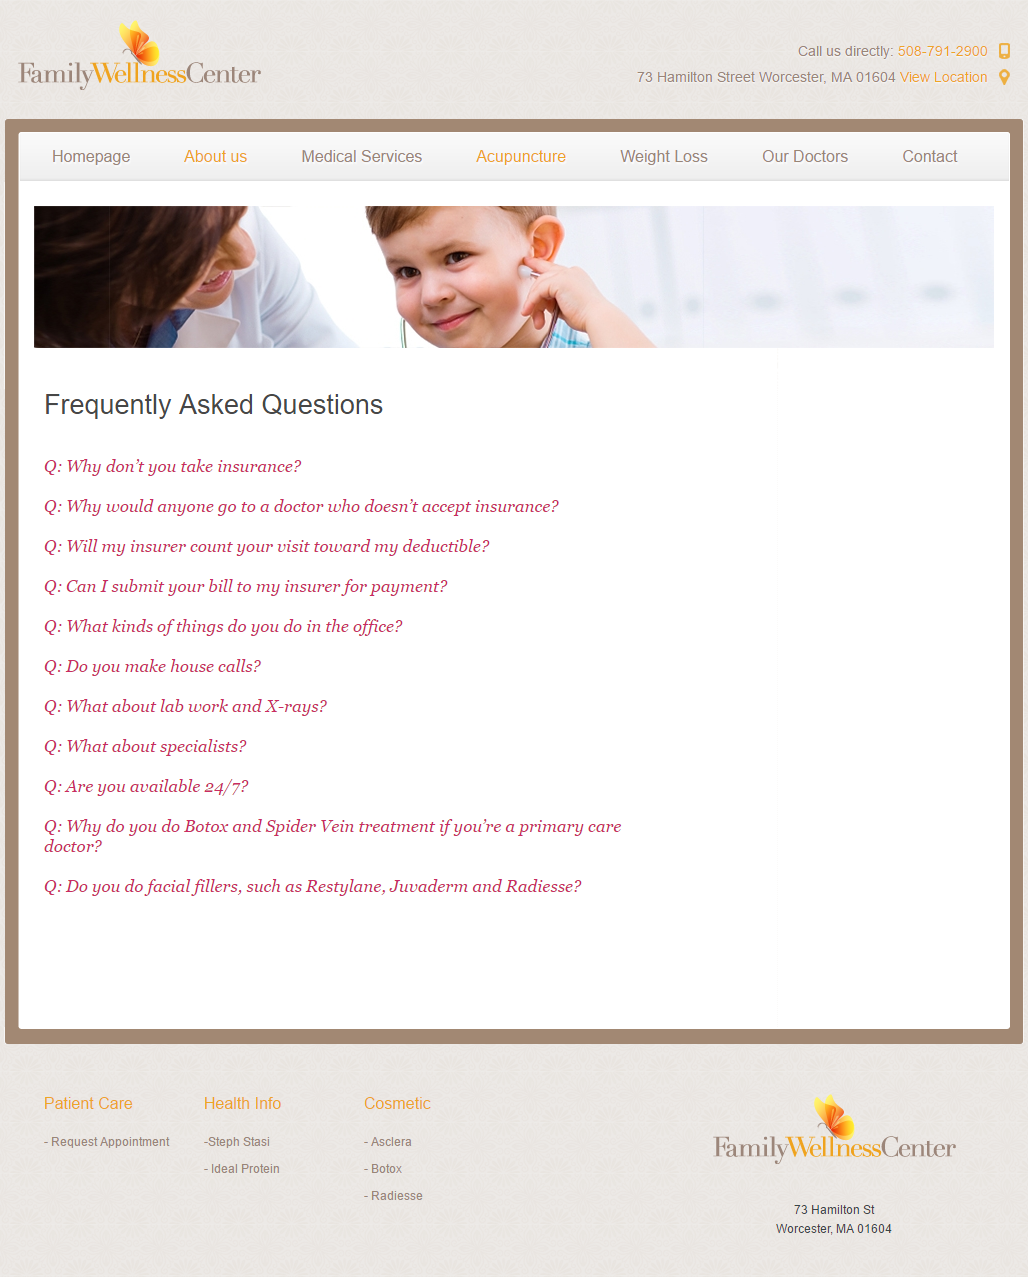 FamilyWellnessCenter
Call us directly: 508-791-2900
73 Hamilton Street Worcester, MA 01604 View Location
Homepage About us Medical Services Acupuncture Weight Loss Our Doctors Contact
Frequently Asked Questions
Q: Why don’t you take insurance?
Q: Why would anyone go to a doctor who doesn’t accept insurance?
Q: Will my insurer count your visit toward my deductible?
Q: Can I submit your bill to my insurer for payment?
Q: What kinds of things do you do in the office?
Q: Do you make house calls?
Q: What about lab work and X-rays?
Q: What about specialists?
Q: Are you available 24/7?
Q: Why do you do Botox and Spider Vein treatment if you’re a primary care
doctor?
Q: Do you do facial fillers, such as Restylane, Juvaderm and Radiesse?
Patient Care
- Request Appointment
Health Info
-Steph Stasi
- Ideal Protein
Cosmetic
- Asclera
- Botox
- Radiesse
FamilyWellnessCenter
73 Hamilton St
Worcester, MA 01604